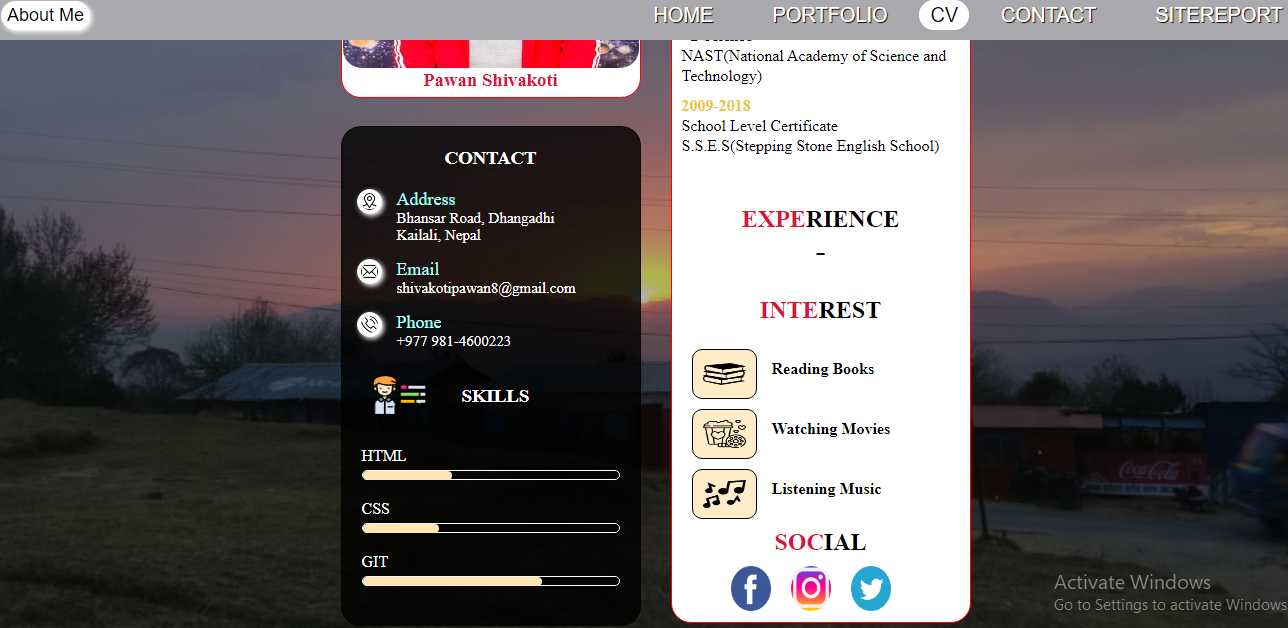 About Me
HOME
PORTFOLIO
CV
CONTACT
SITEREPORT
Pawan Shivakoti
CONTACT
Address
Bhansar Road, Dhangadhi
Kailali, Nepal
Email
shivakotipawan8@gmail.com
Phone
+977 981-4600223
SKILLS
HTML
CSS
GIT
NAST(National Academy of Science and
Technology)
2009-2018
School Level Certificate
S.S.E.S(Stepping Stone English School)
EXPERIENCE
-
INTEREST
Reading Books
Watching Movies
Listening Music
SOCIAL
Coca-Cola
Activate Windows
Go to Settings to activate Windows